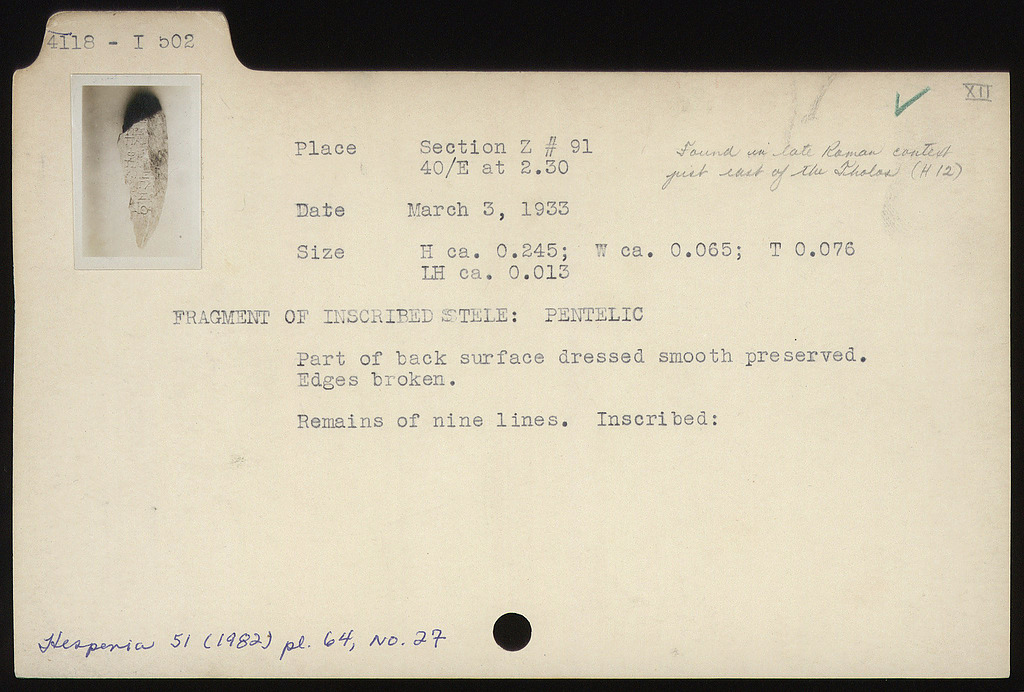 4118 - I 502
XII
Place Section Z # 91
40/E at 2.30
Found in late Roman context
just east of the Tholos (H 12)
Date March 3, 1933
Size H ca. 0.245; W ca. 0.065; T 0.076
LH ca. 0.013
FRAGMENT OF INSCRIBED STELE: PENTELIC
Part of back surface dressed smooth preserved.
Edges broken.
Remains of nine lines. Inscribed:
Hesperia 51 (1982) pl. 64, NO. 27